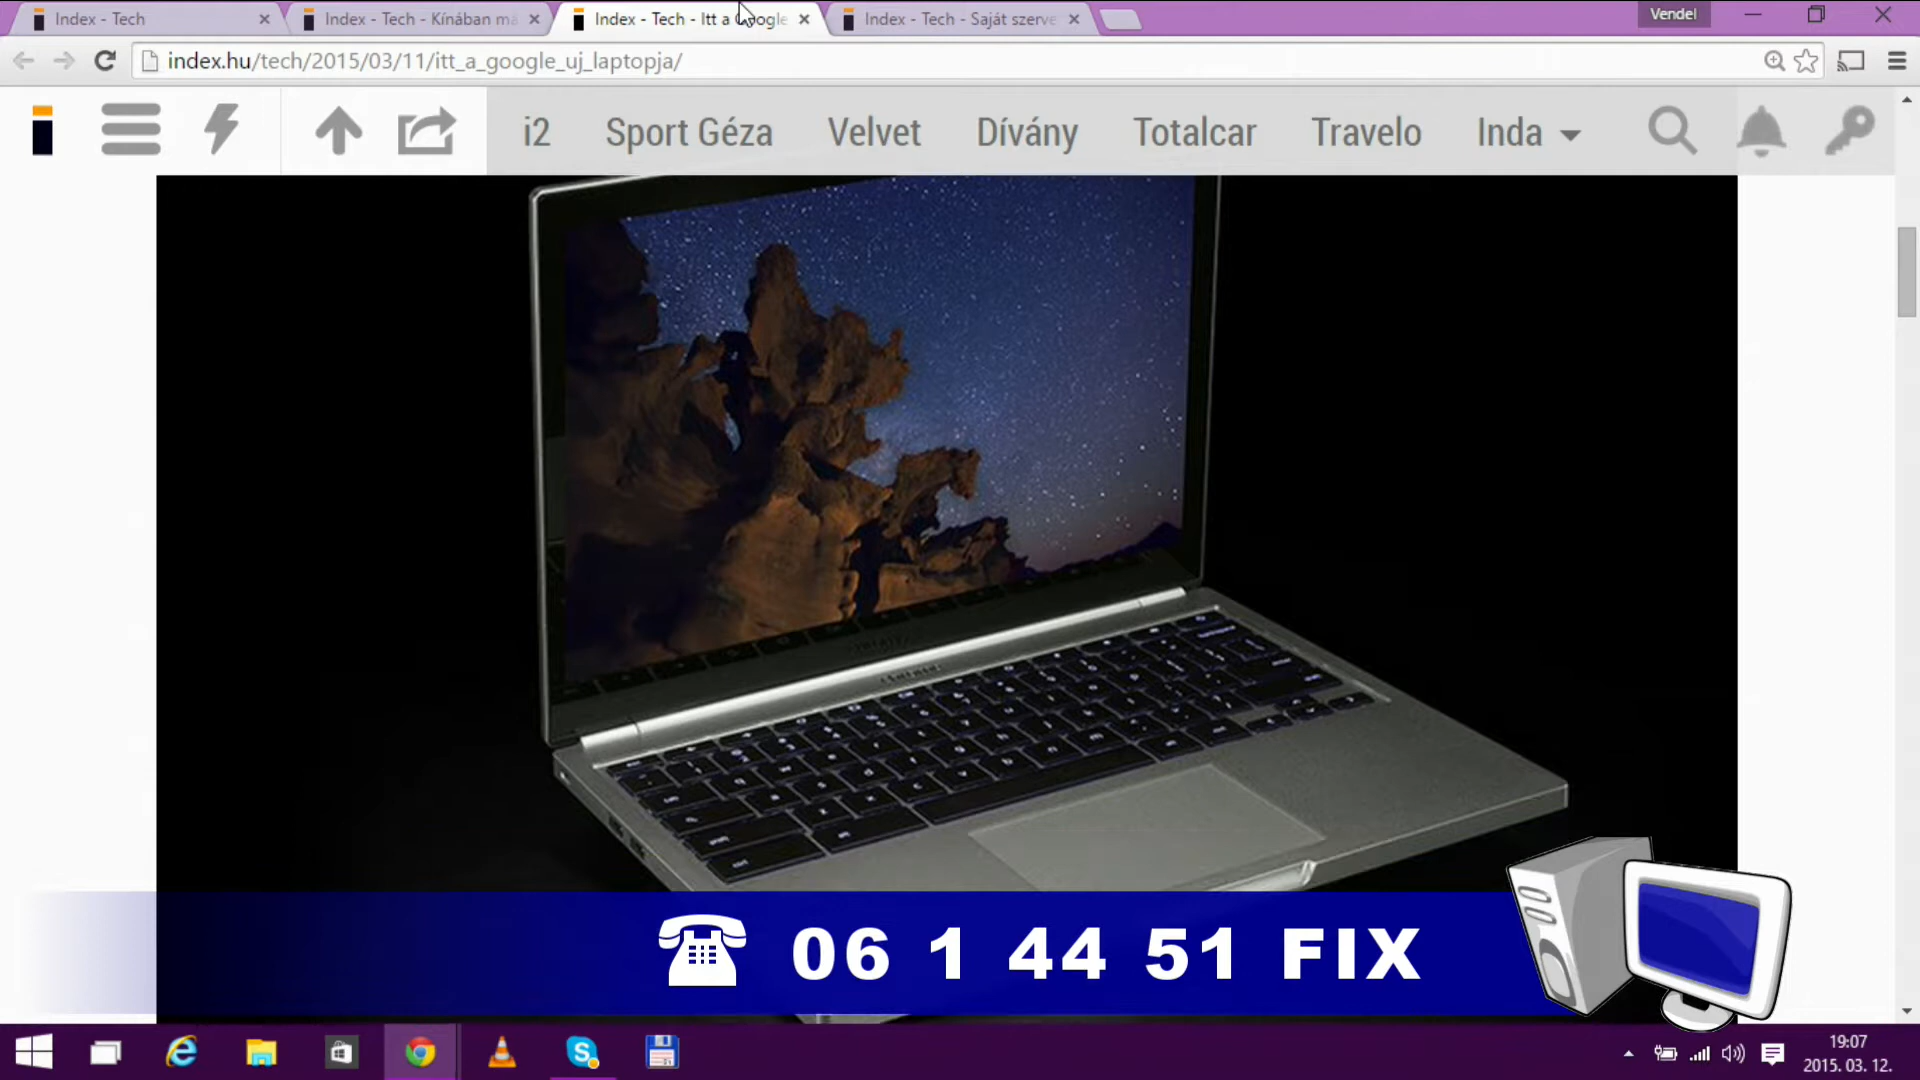 Index - Tech
Index - Tech - Kínában má
Index - Tech - Itt a Google
Index - Tech - Saját szerve
Vendel
index.hu/tech/2015/03/11/itt_a_google_uj_laptopja/
i2
Sport Géza
Velvet
Dívány
Totalcar
Travelo
Inda
06 1 44 51 FIX
19:07
2015. 03. 12.